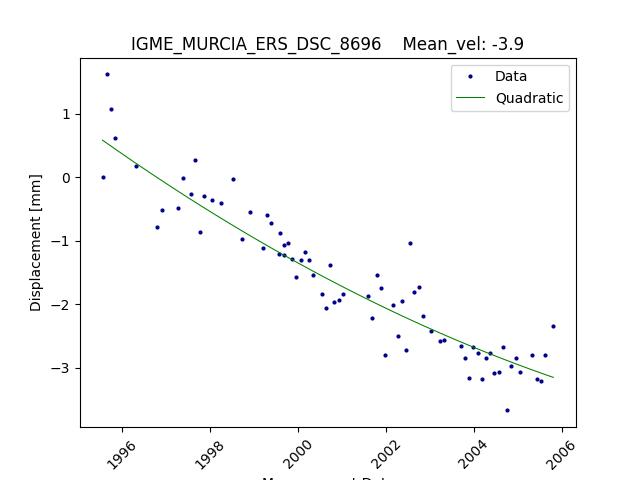 IGME_MURCIA_ERS_DSC_8696    Mean_vel: -3.9
Data
Quadratic
Displacement [mm]
1
0
−1
−2
−3
1996
1998
2000
2002
2004
2006